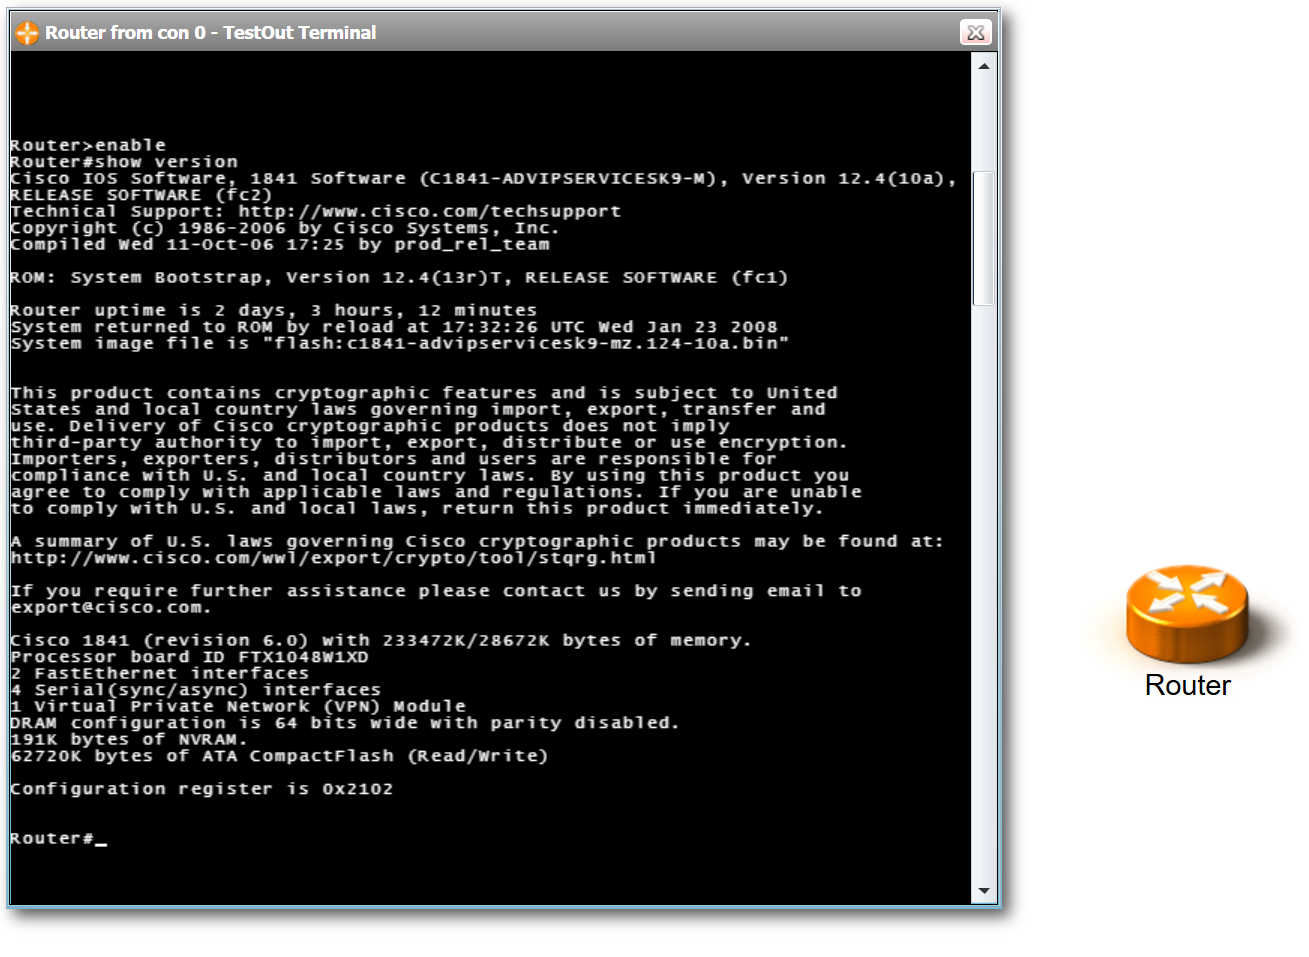 Router from con 0 - TestOut Terminal
Router>enable
Router#show version
Cisco IOS Software, 1841 Software (C1841-ADVIPSERVICESK9-M), Version 12.4(10a),
RELEASE SOFTWARE (fc2)
Technical Support: http://www.cisco.com/techsupport
Copyright (c) 1986-2006 by Cisco Systems, Inc.
Compiled Wed 11-Oct-06 17:25 by prod_rel_team
ROM: System Bootstrap, Version 12.4(13r)T, RELEASE SOFTWARE (fc1)
Router uptime is 2 days, 3 hours, 12 minutes
System returned to ROM by reload at 17:32:26 UTC Wed Jan 23 2008
System image file is "flash:c1841-advipservicesk9-mz.124-10a.bin"
This product contains cryptographic features and is subject to United
States and local country laws governing import, export, transfer and
use. Delivery of Cisco cryptographic products does not imply
third-party authority to import, export, distribute or use encryption.
Importers, exporters, distributors and users are responsible for
compliance with U.S. and local country laws. By using this product you
agree to comply with applicable laws and regulations. If you are unable
to comply with U.S. and local laws, return this product immediately.
A summary of U.S. laws governing Cisco cryptographic products may be found at:
http://www.cisco.com/wwl/export/crypto/tool/stqrg.html
If you require further assistance please contact us by sending email to
export@cisco.com.
Cisco 1841 (revision 6.0) with 233472K/28672K bytes of memory.
Processor board ID FTX1048W1XD
2 FastEthernet interfaces
4 Serial(sync/async) interfaces
1 Virtual Private Network (VPN) Module
DRAM configuration is 64 bits wide with parity disabled.
191K bytes of NVRAM.
62720K bytes of ATA CompactFlash (Read/Write)
Configuration register is 0x2102
Router#_
Router